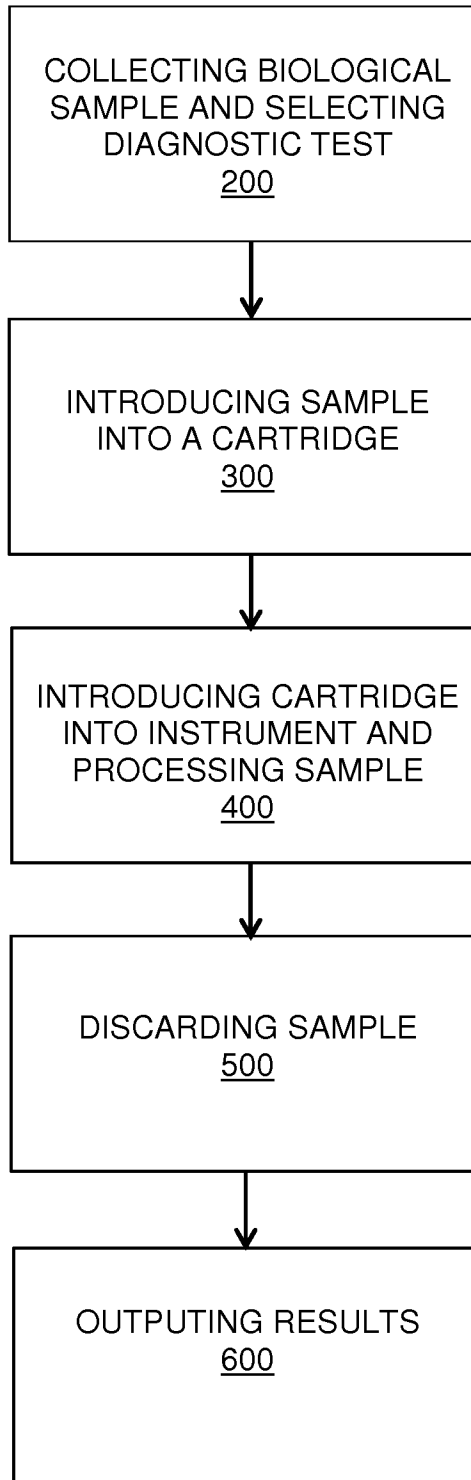 COLLECTING BIOLOGICAL
SAMPLE AND SELECTING
DIAGNOSTIC TEST
200
INTRODUCING SAMPLE
INTO A CARTRIDGE
300
INTRODUCING CARTRIDGE
INTO INSTRUMENT AND
PROCESSING SAMPLE
400
DISCARDING SAMPLE
500
OUTPUTING RESULTS
600